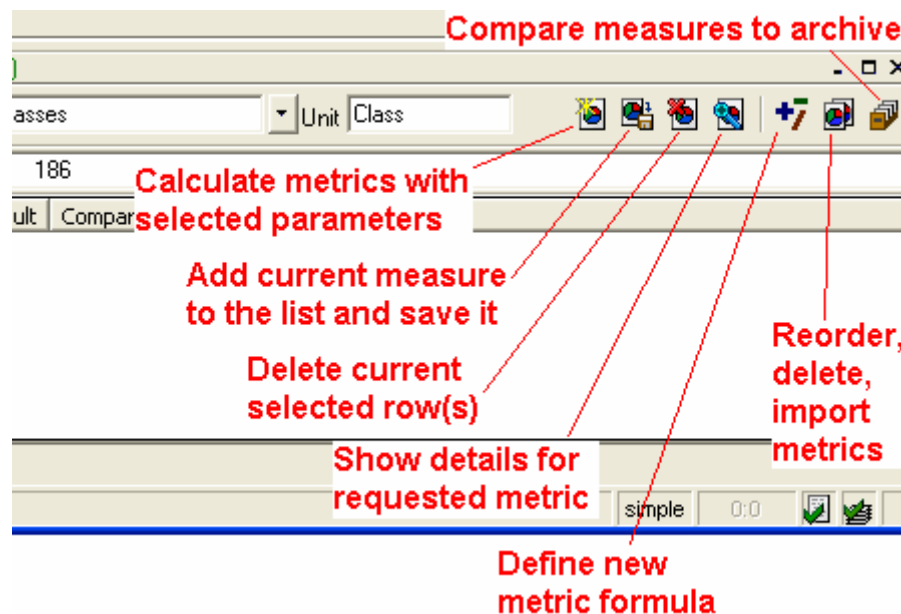 Compare measures to archive
asses
Unit
Class
186
Calculate metrics with
selected parameters
ult
Compar
Add current measure
to the list and save it
Delete current
selected row(s)
Reorder,
delete,
import
metrics
Show details for
requested metric
simple
0:0
Define new
metric formula